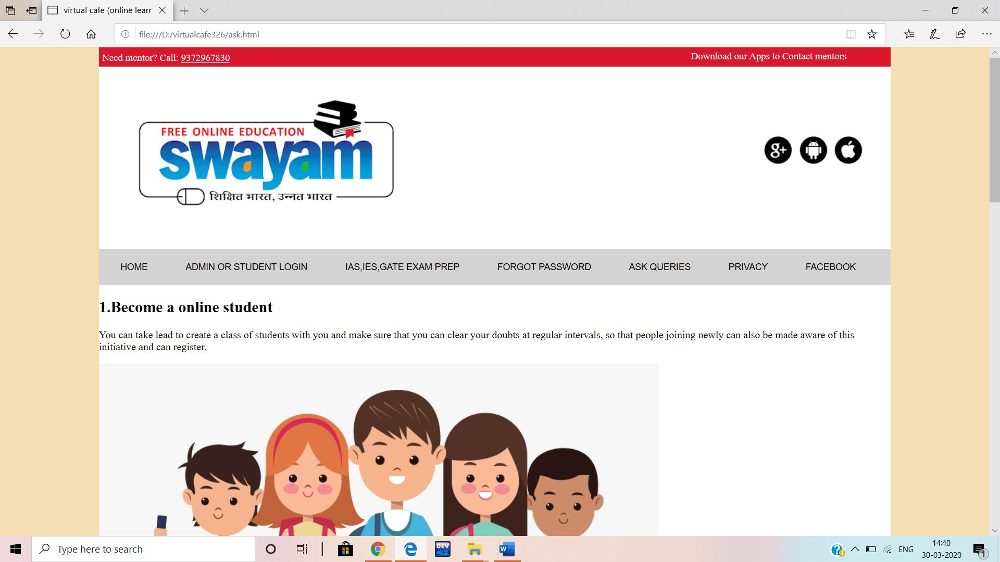 virtual cafe (online learr
file:///D:/virtualcafe326/ask.html
Need mentor? Call: 9372967830
Download our Apps to Contact mentors
FREE ONLINE EDUCATION
swayam
शिक्षित भारत, उन्नत भारत
g+
HOME ADMIN OR STUDENT LOGIN IAS,IES,GATE EXAM PREP FORGOT PASSWORD ASK QUERIES PRIVACY FACEBOOK
1.Become a online student
You can take lead to create a class of students with you and make sure that you can clear your doubts at regular intervals, so that people joining newly can also be made aware of this
initiative and can register.
Type here to search
DEV
C++
W
ENG
14:40
30-03-2020
1